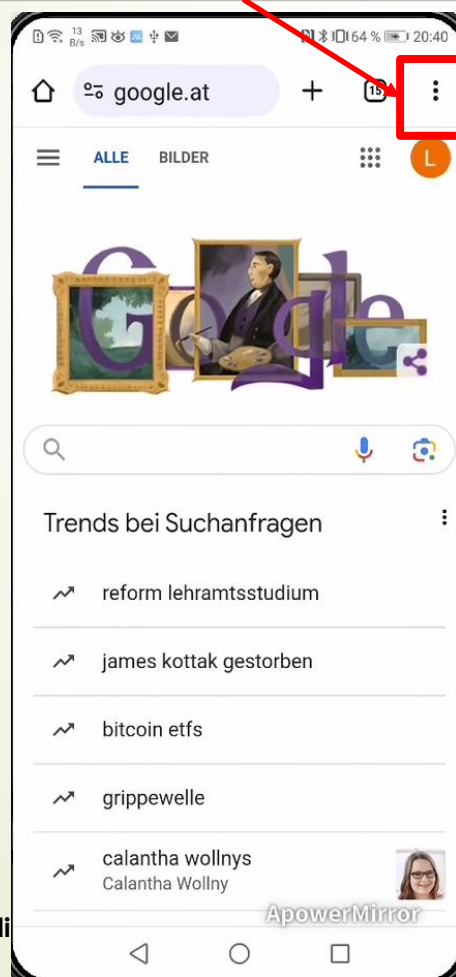 13
B/s
64 % 20:40
google.at
15
ALLE BILDER
L
Google
Trends bei Suchanfragen
reform lehramtsstudium
james kottak gestorben
bitcoin etfs
grippewelle
calantha wollnys
Calantha Wollny
ApowerMirror